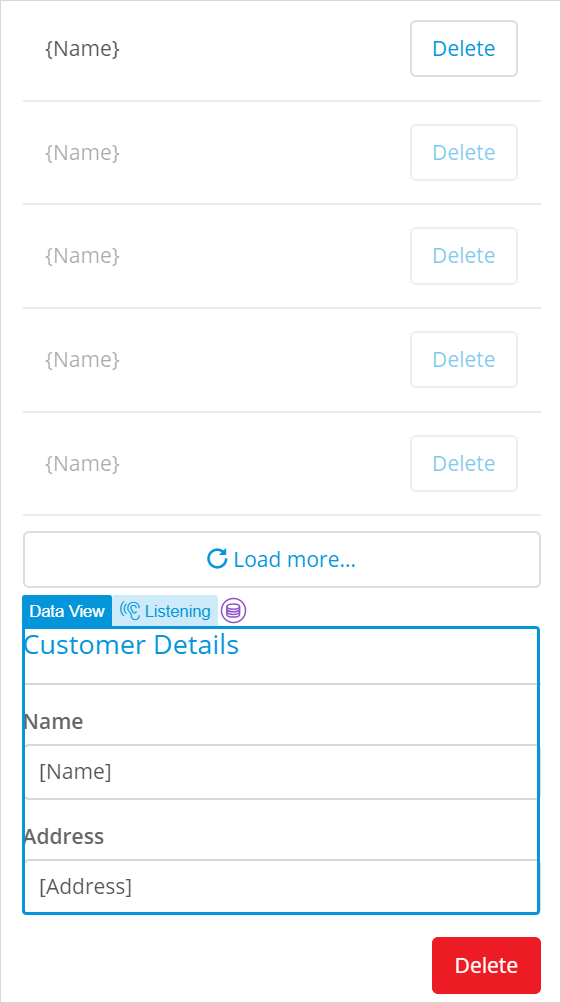 {Name} Delete
{Name} Delete
{Name} Delete
{Name} Delete
{Name} Delete
Load more...
Data View Listening
Customer Details
Name
[Name]
Address
[Address]
Delete